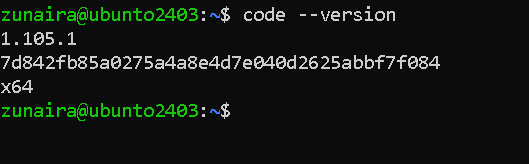 zunaira@ubunto2403:~$ code --version
1.105.1
7d842fb85a0275a4a8e4d7e040d2625abbf7f084
x64
zunaira@ubunto2403:~$